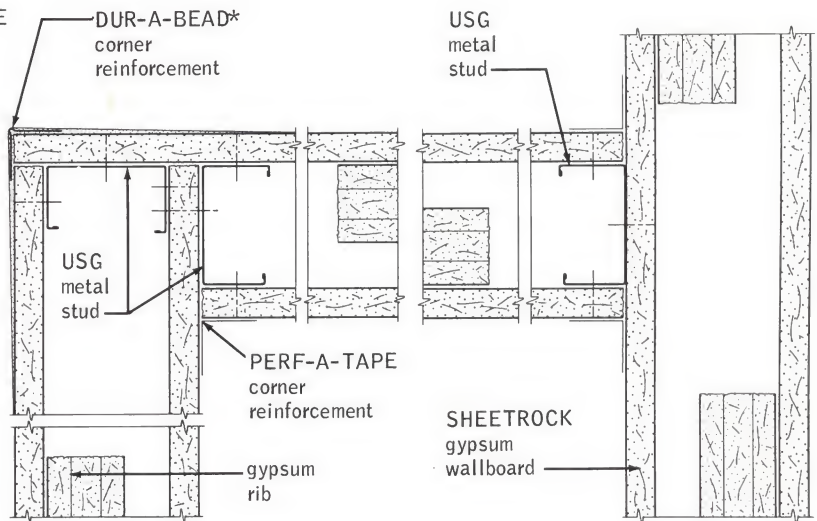 E
DUR-A-BEAD*
corner
reinforcement
USG
metal
stud
USG
metal
stud
PERF-A-TAPE
corner
reinforcement
SHEETROCK
gypsum
wallboard
gypsum
rib